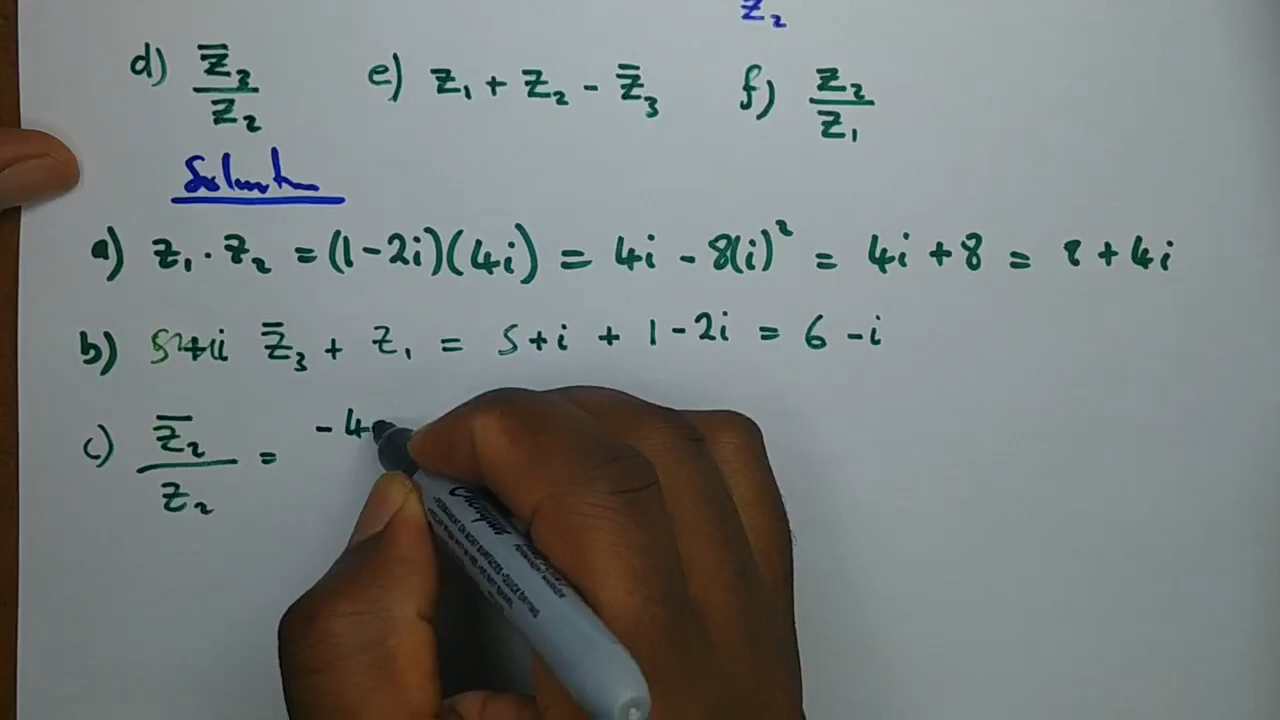 z₂
d) z̄₃/z₂ e) z₁ + z₂ - z̄₃ f) z₂/z₁
Solution
a) z₁ · z₂ = (1-2i)(4i) = 4i - 8(i)² = 4i + 8 = 8 + 4i
b) z̄₃ + z₁ = 5+i + 1-2i = 6 - i
c) z̄₂/z₂ = -4